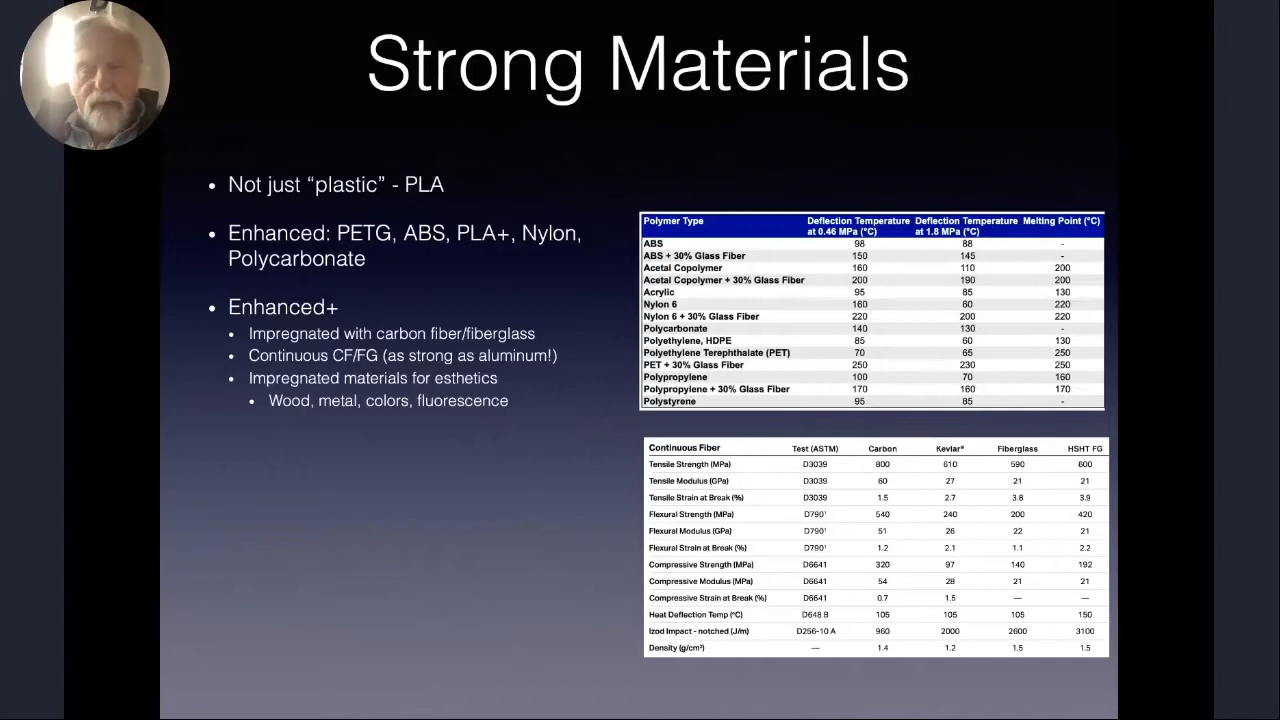 Strong Materials
• Not just “plastic” - PLA
• Enhanced: PETG, ABS, PLA+, Nylon,
Polycarbonate
• Enhanced+
• Impregnated with carbon fiber/fiberglass
• Continuous CF/FG (as strong as aluminum!)
• Impregnated materials for esthetics
• Wood, metal, colors, fluorescence
Polymer Type Deflection Temperature Deflection Temperature Melting Point (°C)
at 0.46 MPa (°C) at 1.8 MPa (°C)
ABS 98 88 -
ABS + 30% Glass Fiber 150 145 -
Acetal Copolymer 160 110 200
Acetal Copolymer + 30% Glass Fiber 200 190 200
Acrylic 95 85 130
Nylon 6 160 60 220
Nylon 6 + 30% Glass Fiber 220 200 220
Polycarbonate 140 130 -
Polyethylene, HDPE 85 60 130
Polyethylene Terephthalate (PET) 70 65 250
PET + 30% Glass Fiber 250 230 250
Polypropylene 100 70 160
Polypropylene + 30% Glass Fiber 170 160 170
Polystyrene 95 85 -
Continuous Fiber Test (ASTM) Carbon Kevlar® Fiberglass HSHT FG
Tensile Strength (MPa) D3039 800 610 590 600
Tensile Modulus (GPa) D3039 60 27 21 21
Tensile Strain at Break (%) D3039 1.5 2.7 3.8 3.9
Flexural Strength (MPa) D790¹ 540 240 200 420
Flexural Modulus (GPa) D790¹ 51 26 22 21
Flexural Strain at Break (%) D790¹ 1.2 2.1 1.1 2.2
Compressive Strength (MPa) D6641 320 97 140 192
Compressive Modulus (MPa) D6641 54 28 21 21
Compressive Strain at Break (%) D6641 0.7 1.5 — —
Heat Deflection Temp (°C) D648 B 105 105 105 150
Izod Impact - notched (J/m) D256-10 A 960 2000 2600 3100
Density (g/cm³) — 1.4 1.2 1.5 1.5